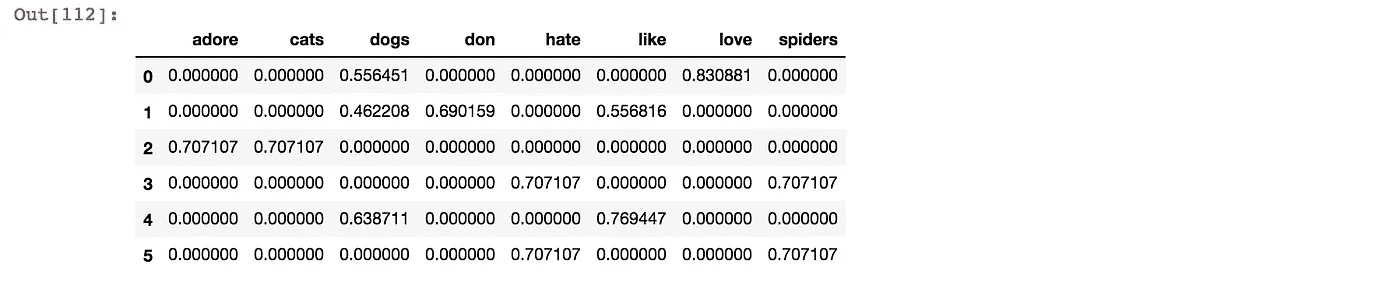 Out[112]:
adore cats dogs don hate like love spiders
0 0.000000 0.000000 0.556451 0.000000 0.000000 0.000000 0.830881 0.000000
1 0.000000 0.000000 0.462208 0.690159 0.000000 0.556816 0.000000 0.000000
2 0.707107 0.707107 0.000000 0.000000 0.000000 0.000000 0.000000 0.000000
3 0.000000 0.000000 0.000000 0.000000 0.707107 0.000000 0.000000 0.707107
4 0.000000 0.000000 0.638711 0.000000 0.000000 0.769447 0.000000 0.000000
5 0.000000 0.000000 0.000000 0.000000 0.707107 0.000000 0.000000 0.707107